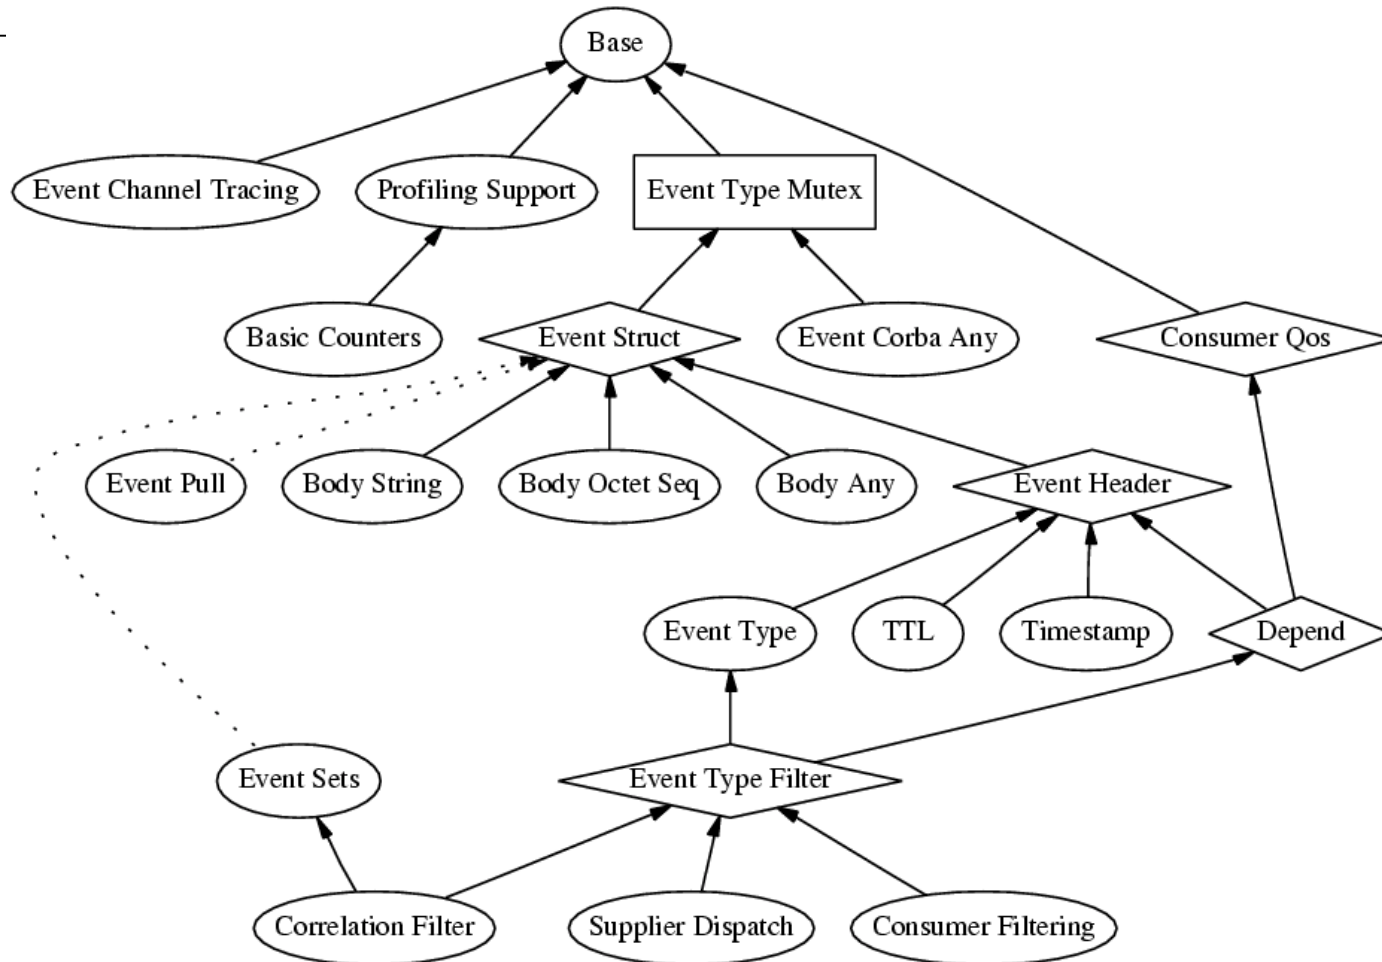 Base
Event Channel Tracing
Profiling Support
Event Type Mutex
Basic Counters
Event Struct
Event Corba Any
Consumer Qos
Event Pull
Body String
Body Octet Seq
Body Any
Event Header
Event Type
TTL
Timestamp
Depend
Event Sets
Event Type Filter
Correlation Filter
Supplier Dispatch
Consumer Filtering